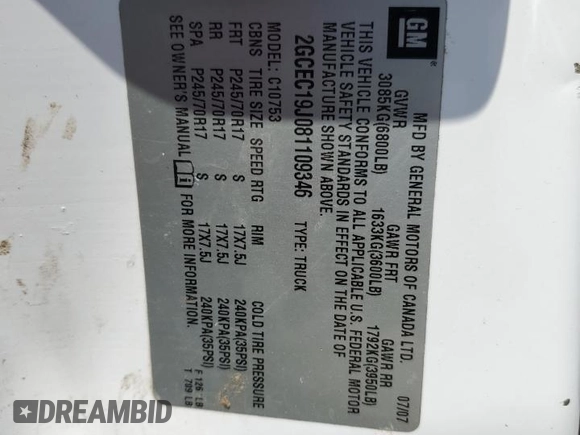 GM ®
MFD BY GENERAL MOTORS OF CANADA LTD. 07/07
GVWR GAWR FRT GAWR RR
3085KG(6800LB) 1633KG(3600LB) 1792KG(3950LB)
THIS VEHICLE CONFORMS TO ALL APPLICABLE U.S. FEDERAL MOTOR
VEHICLE SAFETY STANDARDS IN EFFECT ON THE DATE OF
MANUFACTURE SHOWN ABOVE.
2GCEC19J081109346 TYPE: TRUCK
CBNS MODEL: C10753
TIRE SIZE SPEED RTG RIM COLD TIRE PRESSURE
FRT P245/70R17 S 17X7.5J 240KPA(35PSI)
RR P245/70R17 S 17X7.5J 240KPA(35PSI)
SPA P245/70R17 S 17X7.5J 240KPA(35PSI)
SEE OWNER'S MANUAL i FOR MORE INFORMATION.
F 126 LB
T 799 LB
DREAMBID